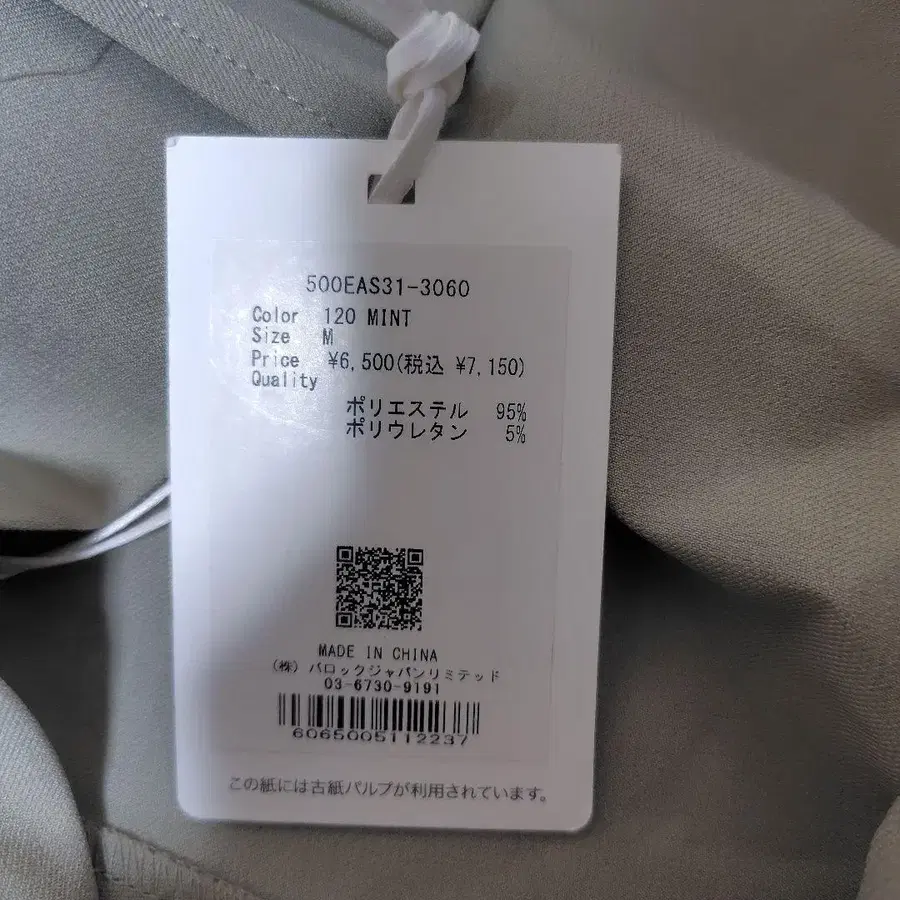 500EAS31-3060
Color 120 MINT
Size M
Price ¥6,500(税込 ¥7,150)
Quality
ポリエステル 95%
ポリウレタン 5%
MADE IN CHINA
(株) バロックジャパンリミテッド
03-6730-9191
6065005112237
この紙には古紙パルプが利用されています。